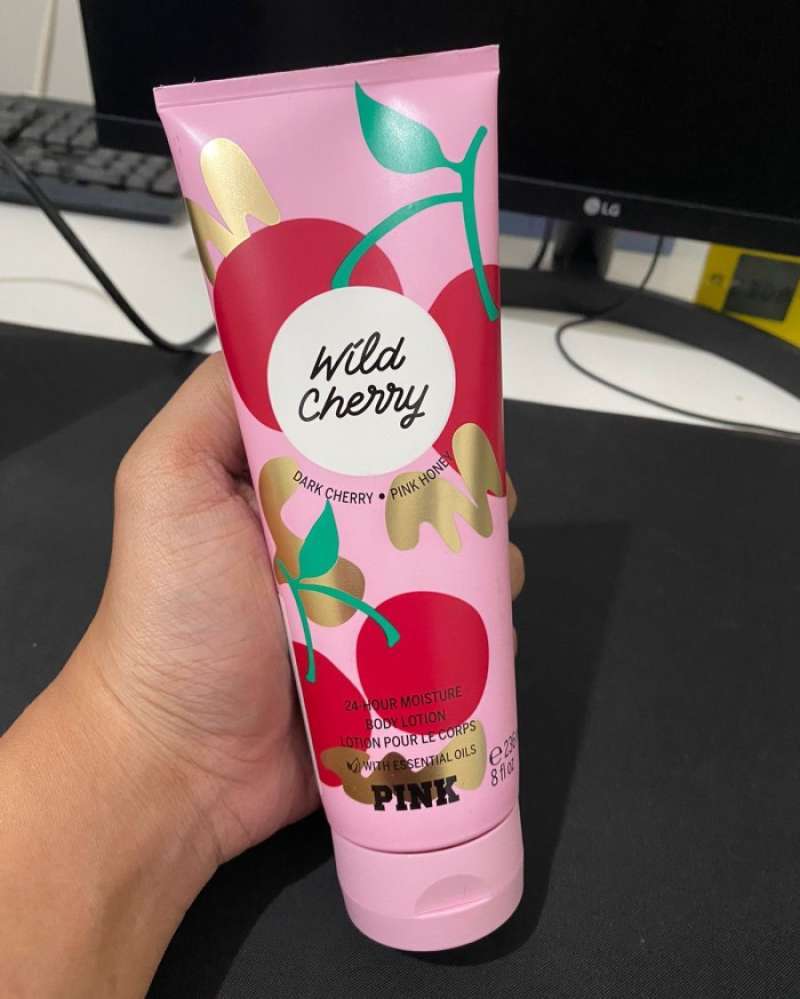 LG
Wild
Cherry
DARK CHERRY • PINK HONEY
24-HOUR MOISTURE
BODY LOTION
LOTION POUR LE CORPS
WITH ESSENTIAL OILS
PINK
8 fl oz